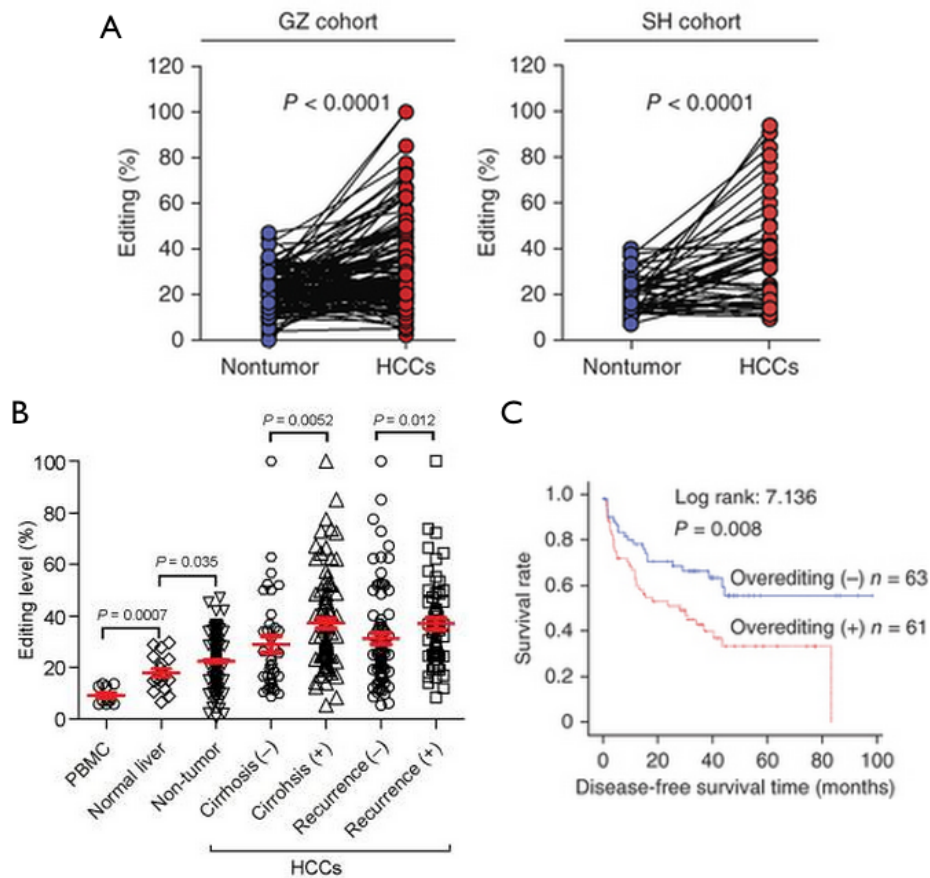 A
GZ cohort
SH cohort
120
100
80
60
40
20
0
Editing (%)
P < 0.0001
Nontumor
HCCs
120
100
80
60
40
20
0
Editing (%)
P < 0.0001
Nontumor
HCCs
B
P = 0.0052
P = 0.012
P = 0.035
P = 0.0007
100
80
60
40
20
0
Editing level (%)
PBMC
Normal liver
Non-tumor
Cirrhosis (–)
Cirrohsis (+)
Recurrence (–)
Recurrence (+)
HCCs
C
Log rank: 7.136
P = 0.008
Overediting (–) n = 63
Overediting (+) n = 61
1.0
0.8
0.6
0.4
0.2
0
Survival rate
0 20 40 60 80 100
Disease-free survival time (months)